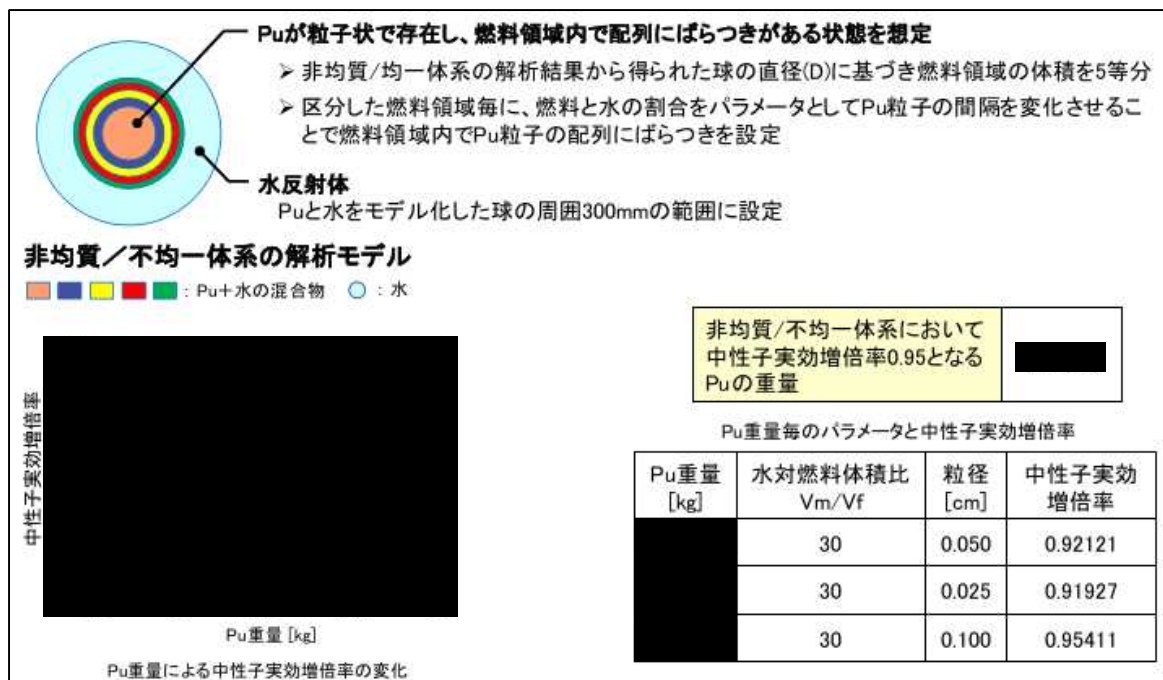 Puが粒子状で存在し、燃料領域内で配列にばらつきがある状態を想定
➢ 非均質/均一体系の解析結果から得られた球の直径(D)に基づき燃料領域の体積を5等分
➢ 区分した燃料領域毎に、燃料と水の割合をパラメータとしてPu粒子の間隔を変化させるこ
とで燃料領域内でPu粒子の配列にばらつきを設定
水反射体
Puと水をモデル化した球の周囲300mmの範囲に設定
非均質／不均一体系の解析モデル
：Pu＋水の混合物 ：水
中性子実効増倍率
Pu重量 [kg]
Pu重量による中性子実効増倍率の変化
非均質/不均一体系において
中性子実効増倍率0.95となる
Puの重量
Pu重量毎のパラメータと中性子実効増倍率
Pu重量 水対燃料体積比 粒径 中性子実効
[kg] Vm/Vf [cm] 増倍率
30 0.050 0.92121
30 0.025 0.91927
30 0.100 0.95411